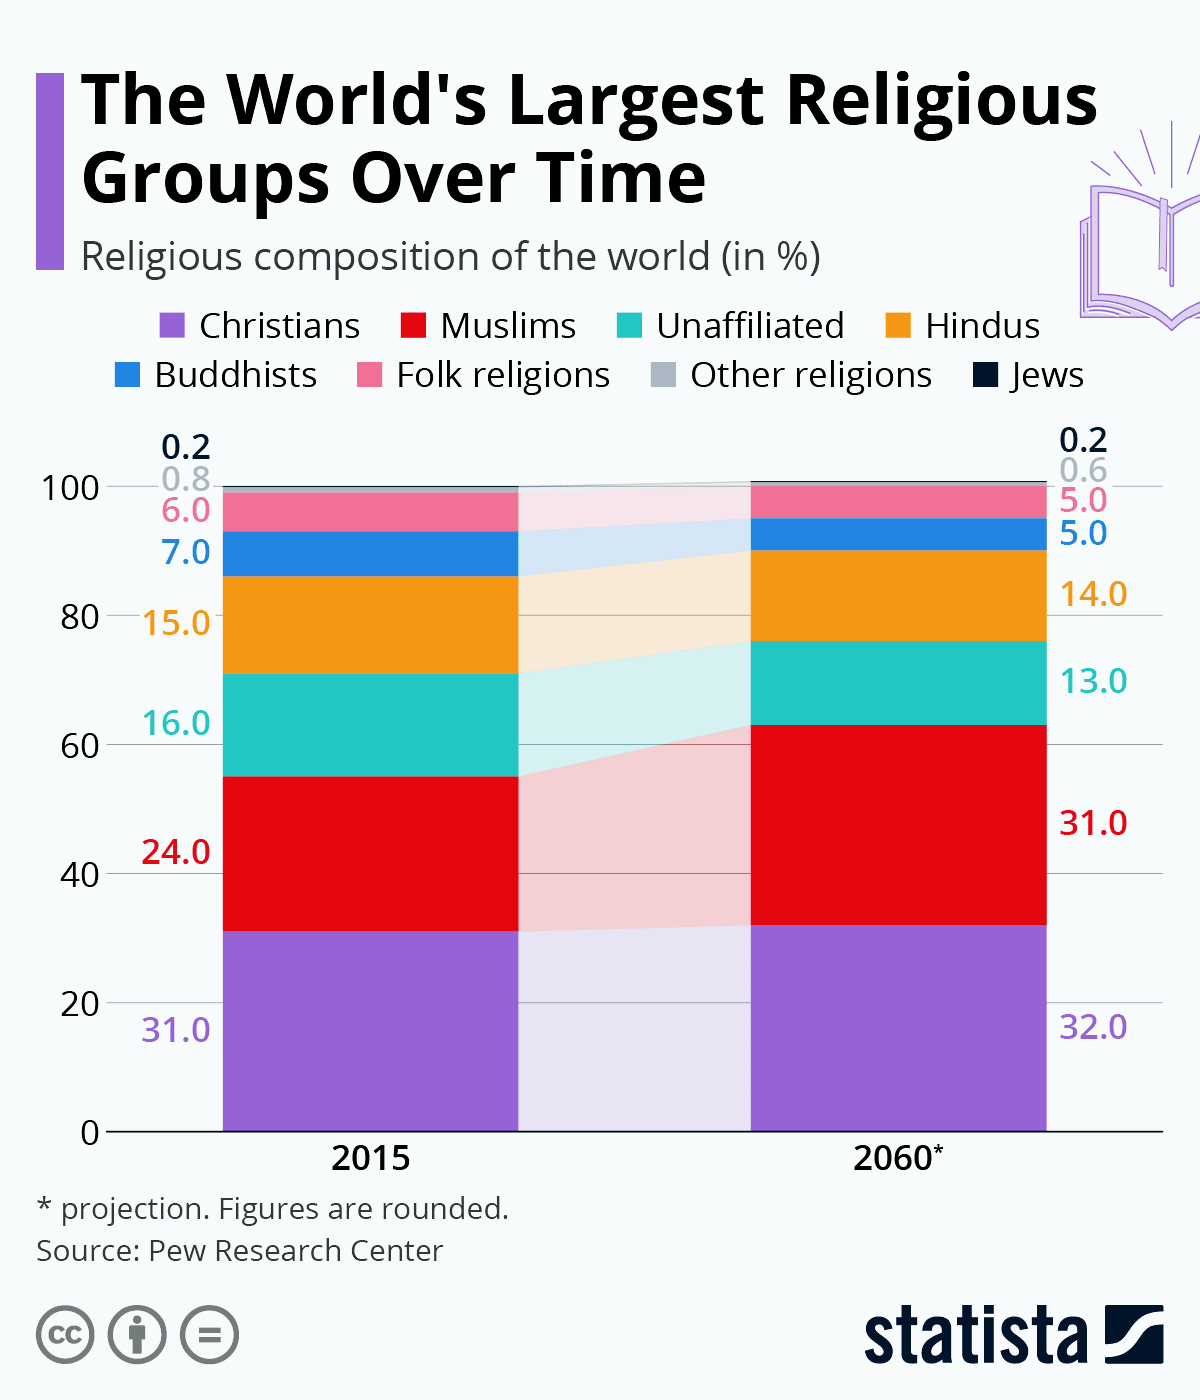 The World's Largest Religious
Groups Over Time
Religious composition of the world (in %)
Christians Muslims Unaffiliated Hindus
Buddhists Folk religions Other religions Jews
0.2 0.2
0.8 0.6
100
6.0 5.0
7.0 5.0
15.0 14.0
80
16.0 13.0
60
24.0 31.0
40
20
31.0 32.0
0
2015 2060*
* projection. Figures are rounded.
Source: Pew Research Center
cc = statista